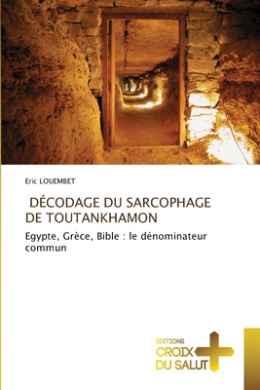 Eric LOUEMBET
DÉCODAGE DU SARCOPHAGE
DE TOUTANKHAMON
Egypte, Grèce, Bible : le dénominateur
commun
EDITIONS
CROIX
DU SALUT